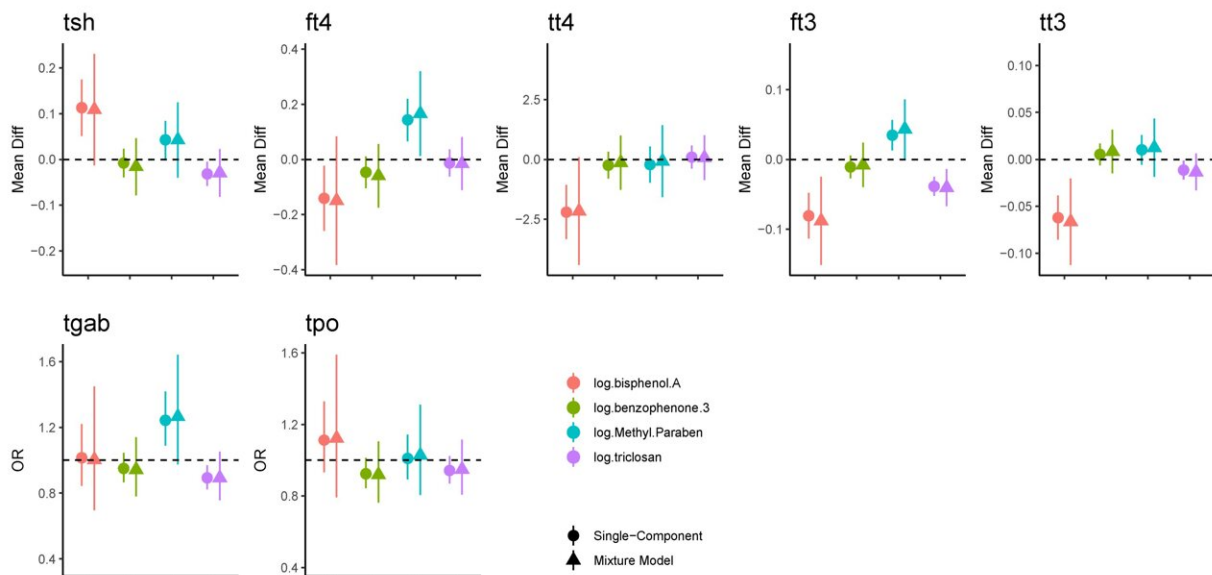 tsh
Mean Diff
0.2
0.1
0.0
−0.1
−0.2
ft4
Mean Diff
0.4
0.2
0.0
−0.2
−0.4
tt4
Mean Diff
2.5
0.0
−2.5
ft3
Mean Diff
0.1
0.0
−0.1
tt3
Mean Diff
0.10
0.05
0.00
−0.05
−0.10
tgab
OR
1.6
1.2
0.8
0.4
tpo
OR
1.6
1.2
0.8
0.4
log.bisphenol.A
log.benzophenone.3
log.Methyl.Paraben
log.triclosan
Single−Component
Mixture Model